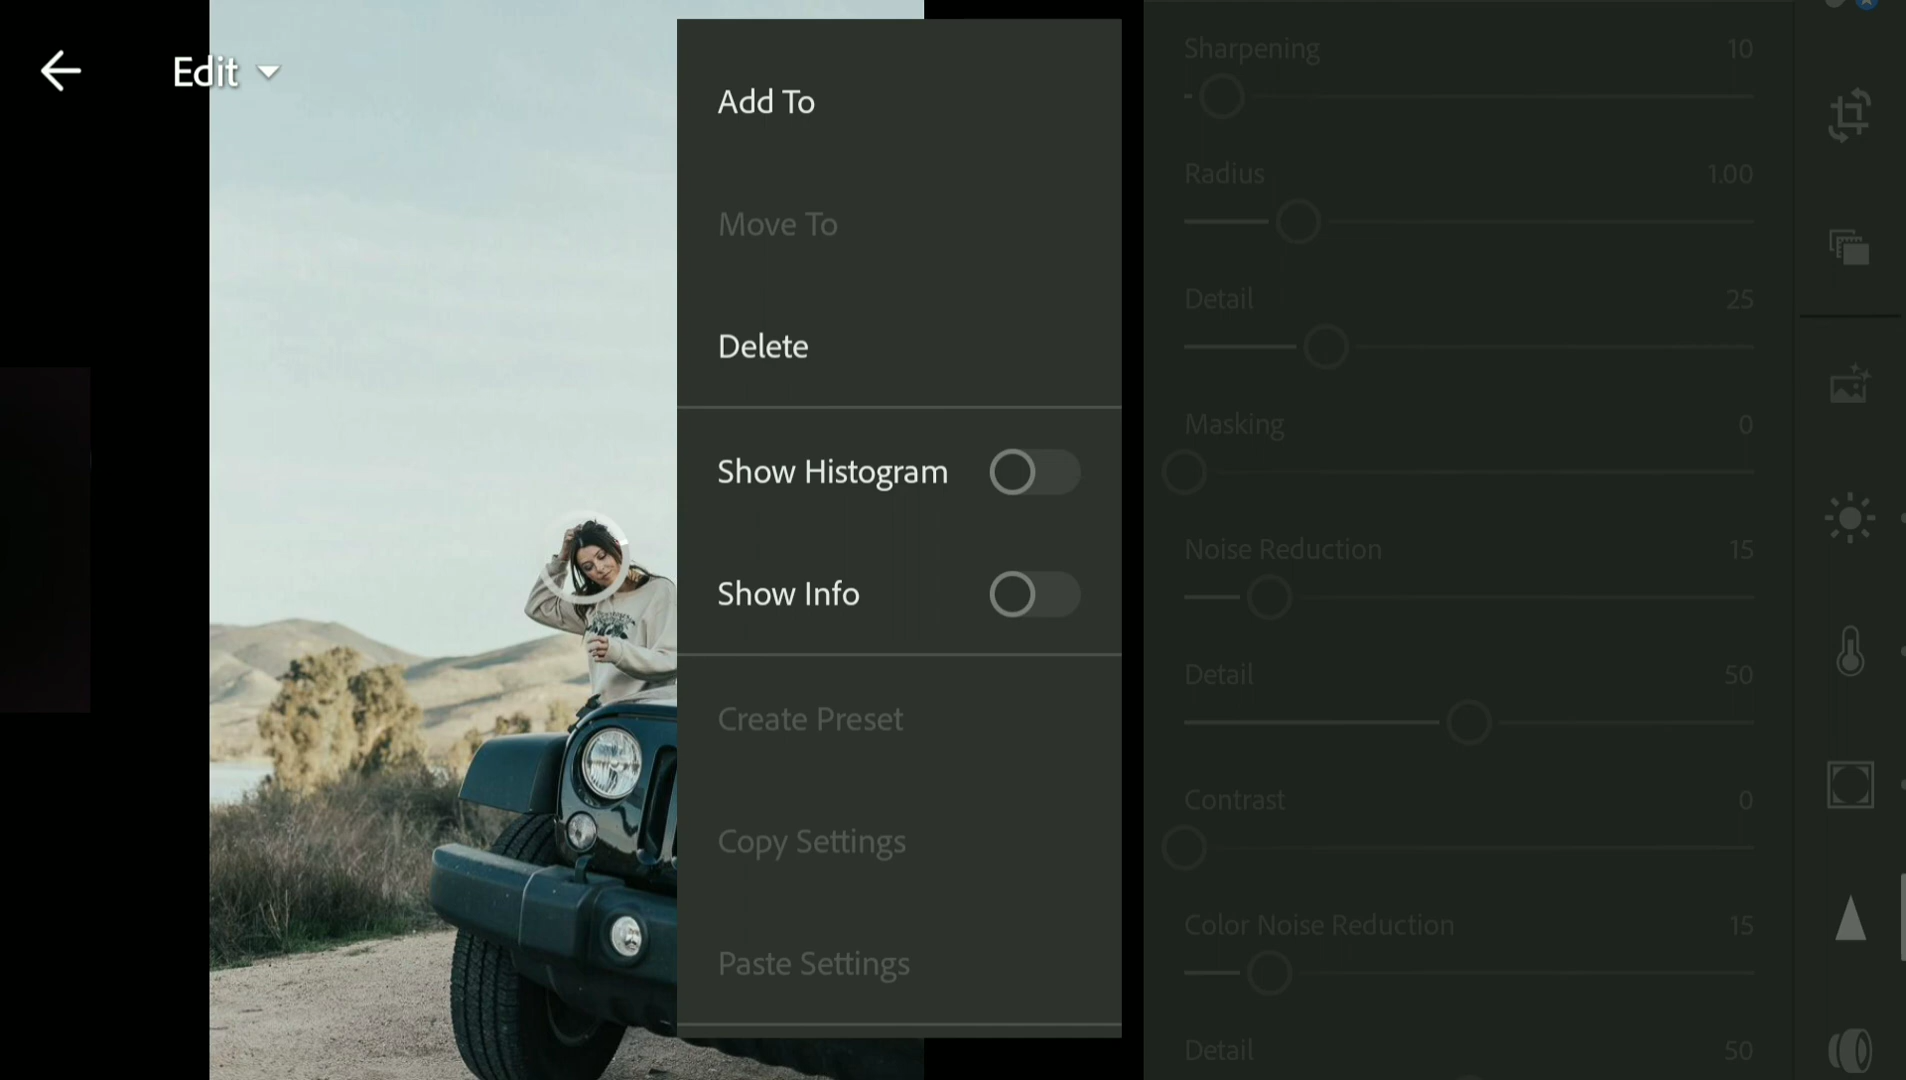 Edit
Add To
Move To
Delete
Show Histogram
Show Info
Create Preset
Copy Settings
Paste Settings
Sharpening 10
Radius 1.00
Detail 25
Masking 0
Noise Reduction 15
Detail 50
Contrast 0
Color Noise Reduction 15
Detail 50